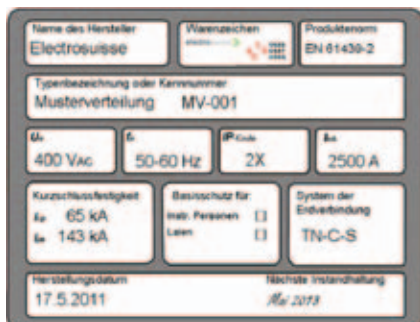 Name des Hersteller
Electrosuisse
Warenzeichen
electro
Produktenorm
EN 61439-2
Typenbezeichnung oder Kennnummer
Musterverteilung MV-001
400 VAC
50-60 Hz
IP Code
2X
2500 A
Kurzschlussfestigkeit
65 kA
143 kA
Basisschutz für:
Instr. Personen [ ]
Laien [ ]
System der
Erdverbindung
TN-C-S
Herstellungsdatum
17.5.2011
Nächste Instandhaltung
Mai 2013